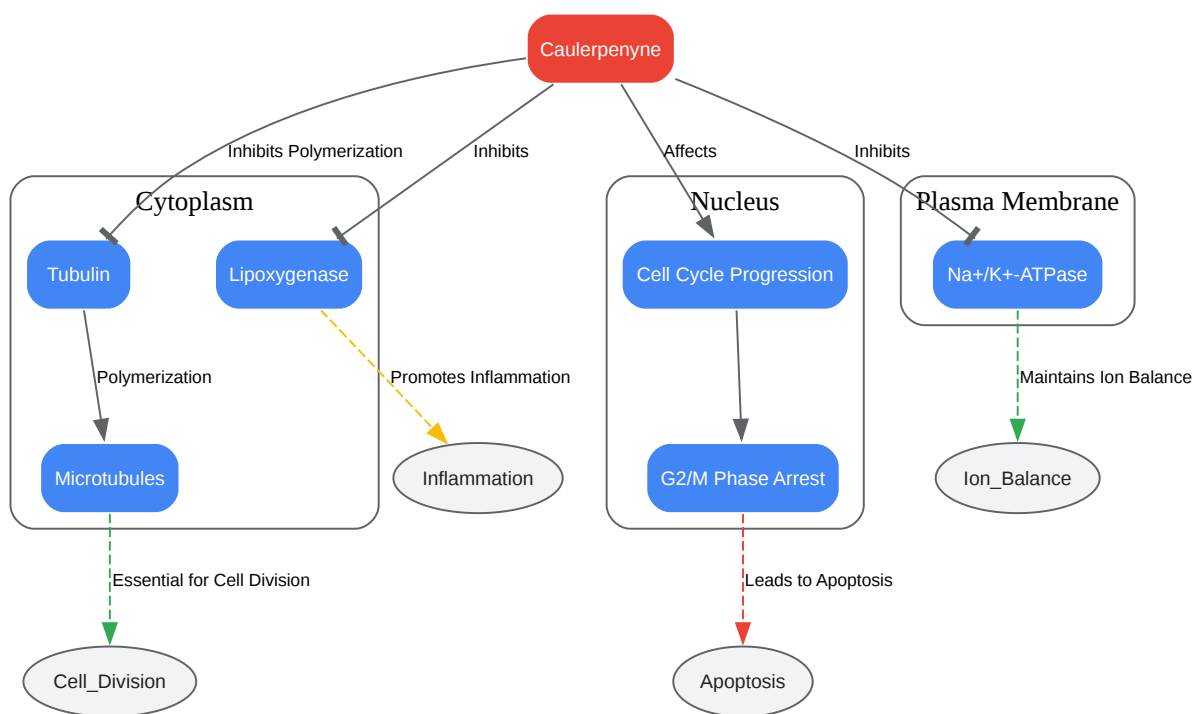 Caulerpenyne
Inhibits Polymerization
Inhibits
Affects
Inhibits
Cytoplasm
Nucleus
Plasma Membrane
Tubulin
Lipoxygenase
Cell Cycle Progression
Na+/K+-ATPase
Polymerization
Promotes Inflammation
Maintains Ion Balance
Microtubules
Inflammation
G2/M Phase Arrest
Ion_Balance
Essential for Cell Division
Leads to Apoptosis
Cell_Division
Apoptosis